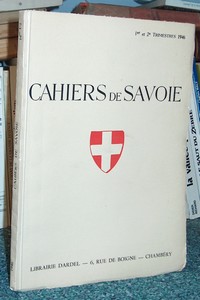 1er et 2e TRIMESTRES 1946
CAHIERS DE SAVOIE
LIBRAIRIE DARDEL — 6, RUE DE BOIGNE — CHAMBÉRY